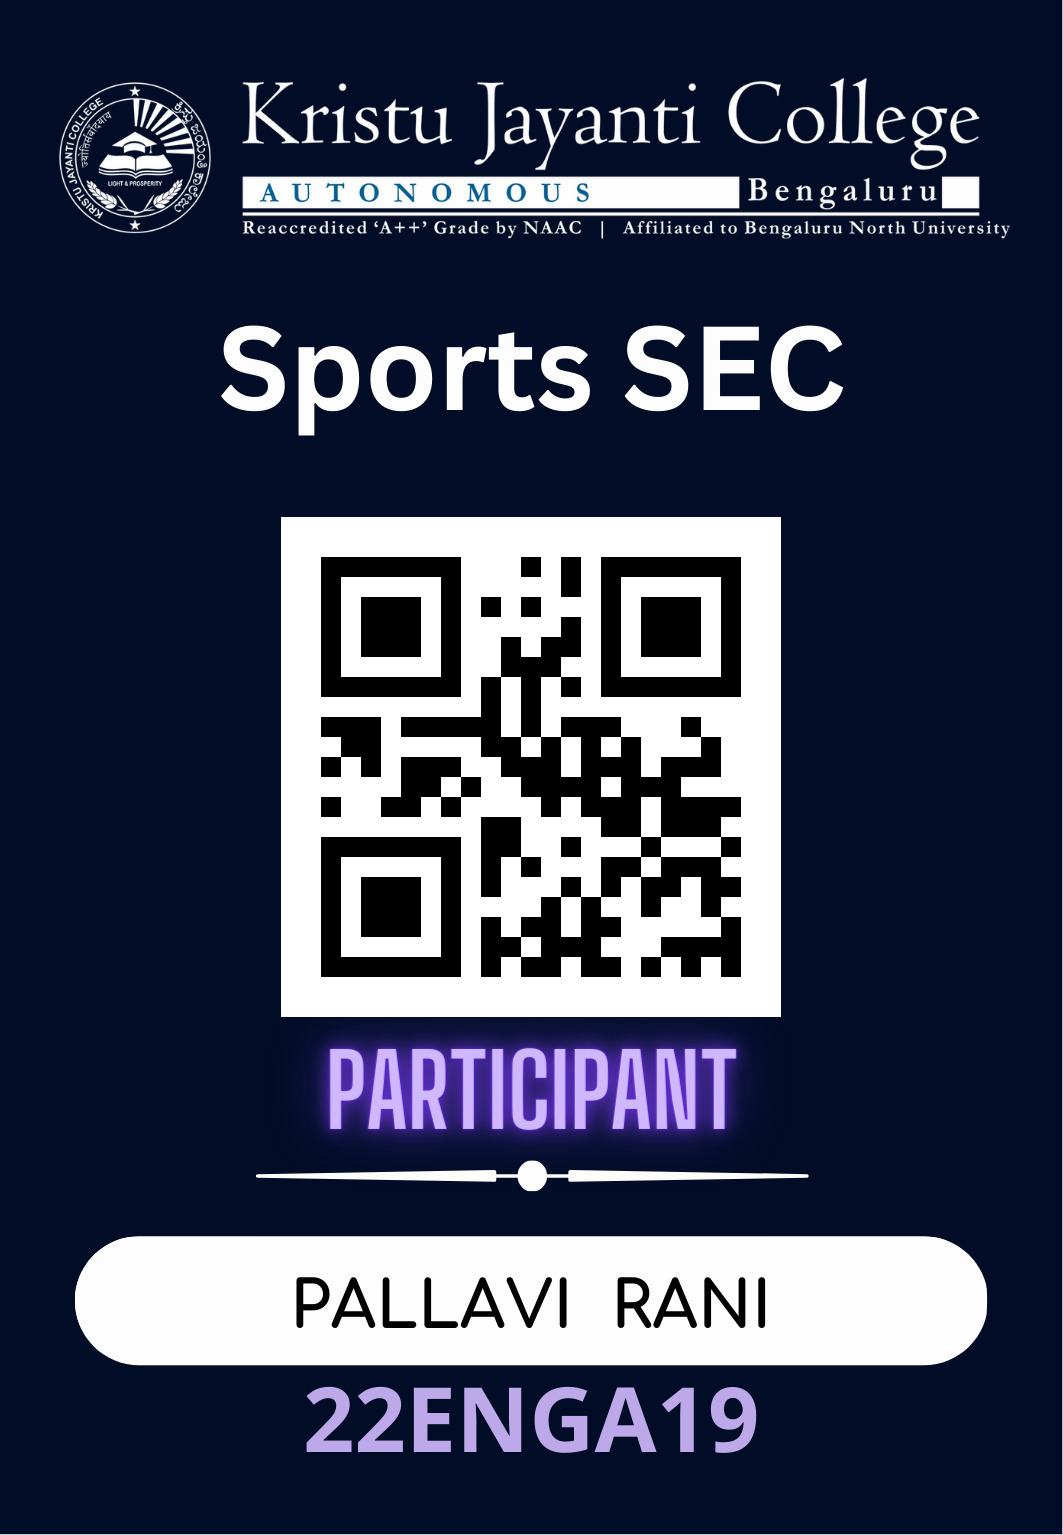 KRISTU JAYANTI COLLEGE
LIGHT & PROSPERITY
Kristu Jayanti College
AUTONOMOUS Bengaluru
Reaccredited ‘A++’ Grade by NAAC | Affiliated to Bengaluru North University
Sports SEC
PARTICIPANT
PALLAVI RANI
22ENGA19